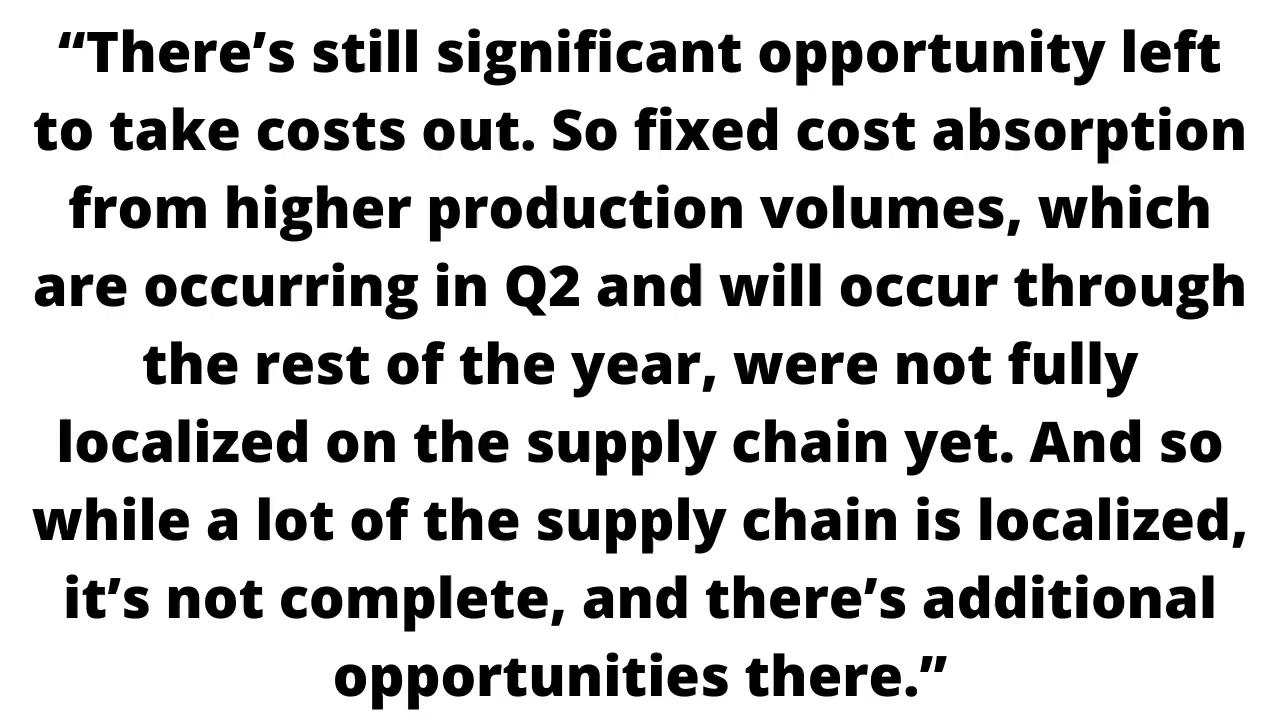 “There’s still significant opportunity left
to take costs out. So fixed cost absorption
from higher production volumes, which
are occurring in Q2 and will occur through
the rest of the year, were not fully
localized on the supply chain yet. And so
while a lot of the supply chain is localized,
it’s not complete, and there’s additional
opportunities there.”